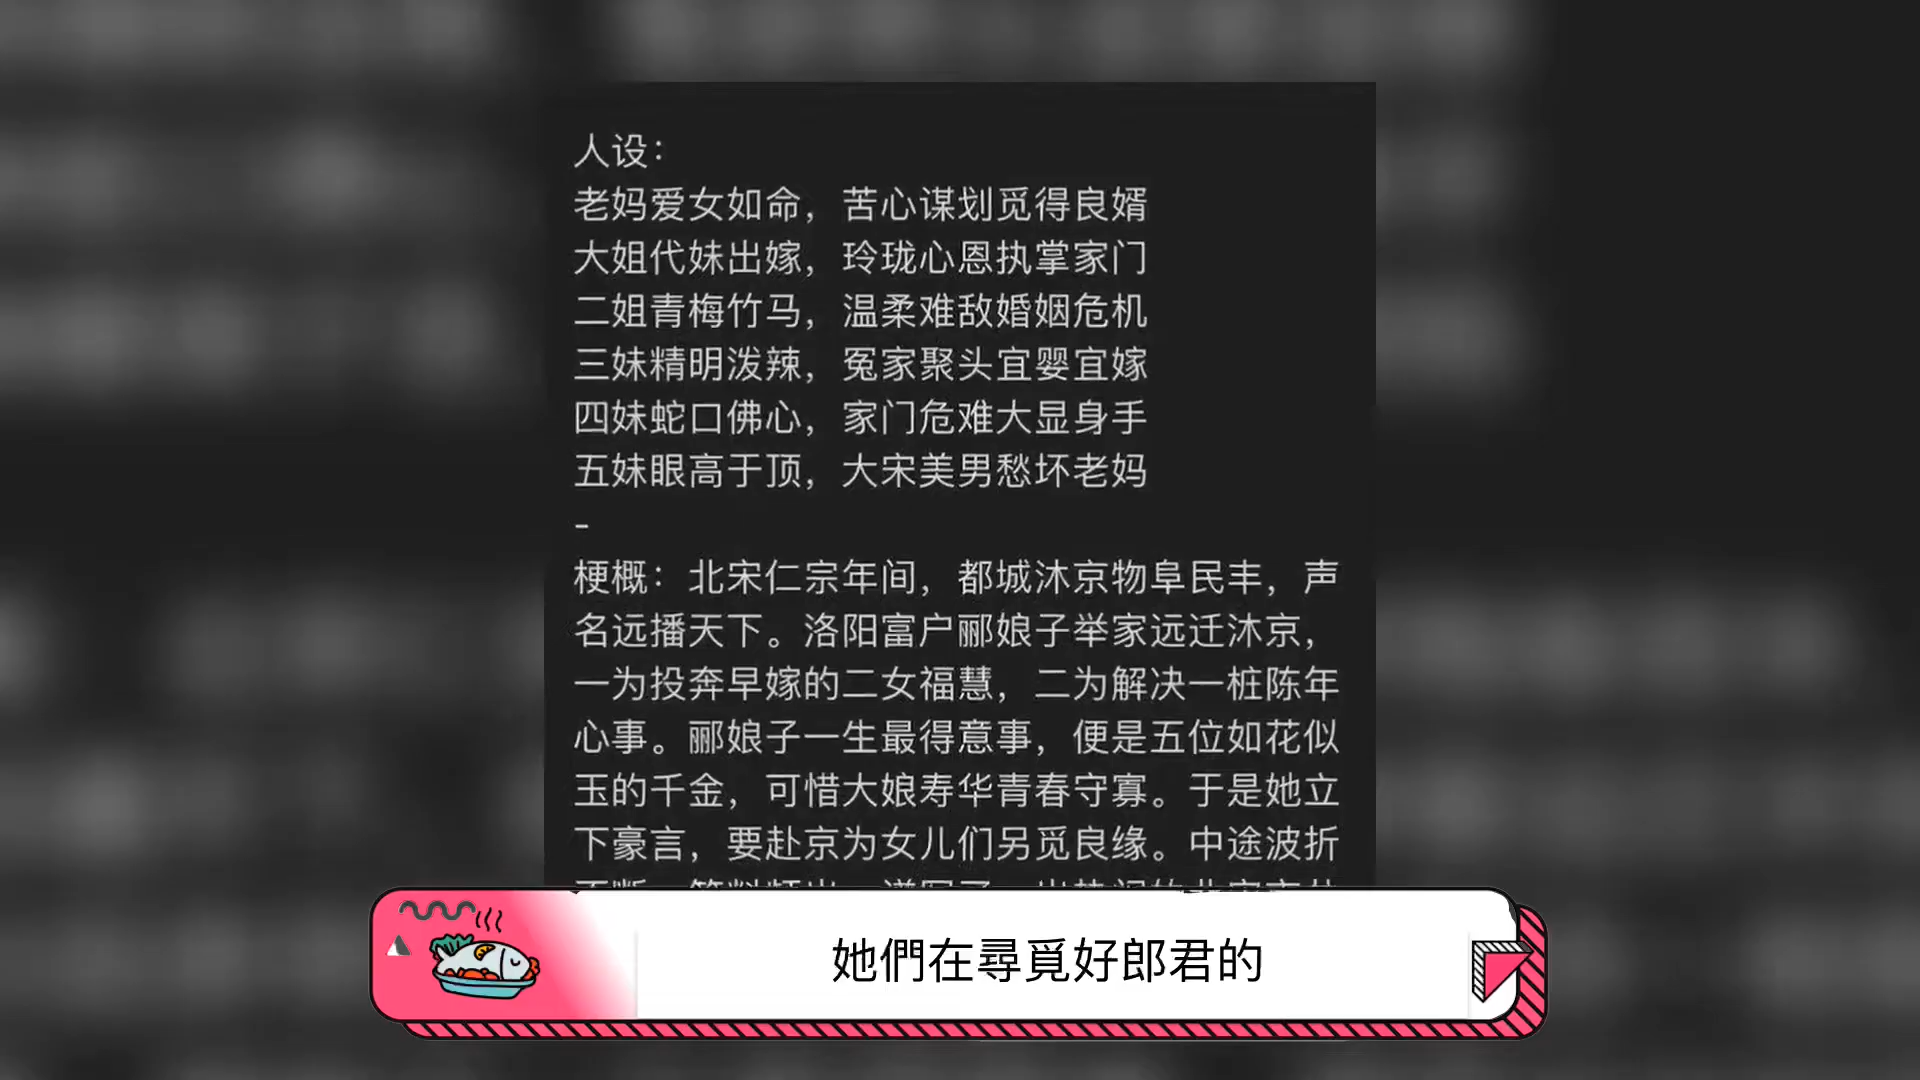 人设：
老妈爱女如命，苦心谋划觅得良婿
大姐代妹出嫁，玲珑心恩执掌家门
二姐青梅竹马，温柔难敌婚姻危机
三妹精明泼辣，冤家聚头宜婴宜嫁
四妹蛇口佛心，家门危难大显身手
五妹眼高于顶，大宋美男愁坏老妈
-
梗概：北宋仁宗年间，都城沐京物阜民丰，声
名远播天下。洛阳富户郦娘子举家远迁沐京，
一为投奔早嫁的二女福慧，二为解决一桩陈年
心事。郦娘子一生最得意事，便是五位如花似
玉的千金，可惜大娘寿华青春守寡。于是她立
下豪言，要赴京为女儿们另觅良缘。中途波折
她們在尋覓好郎君的